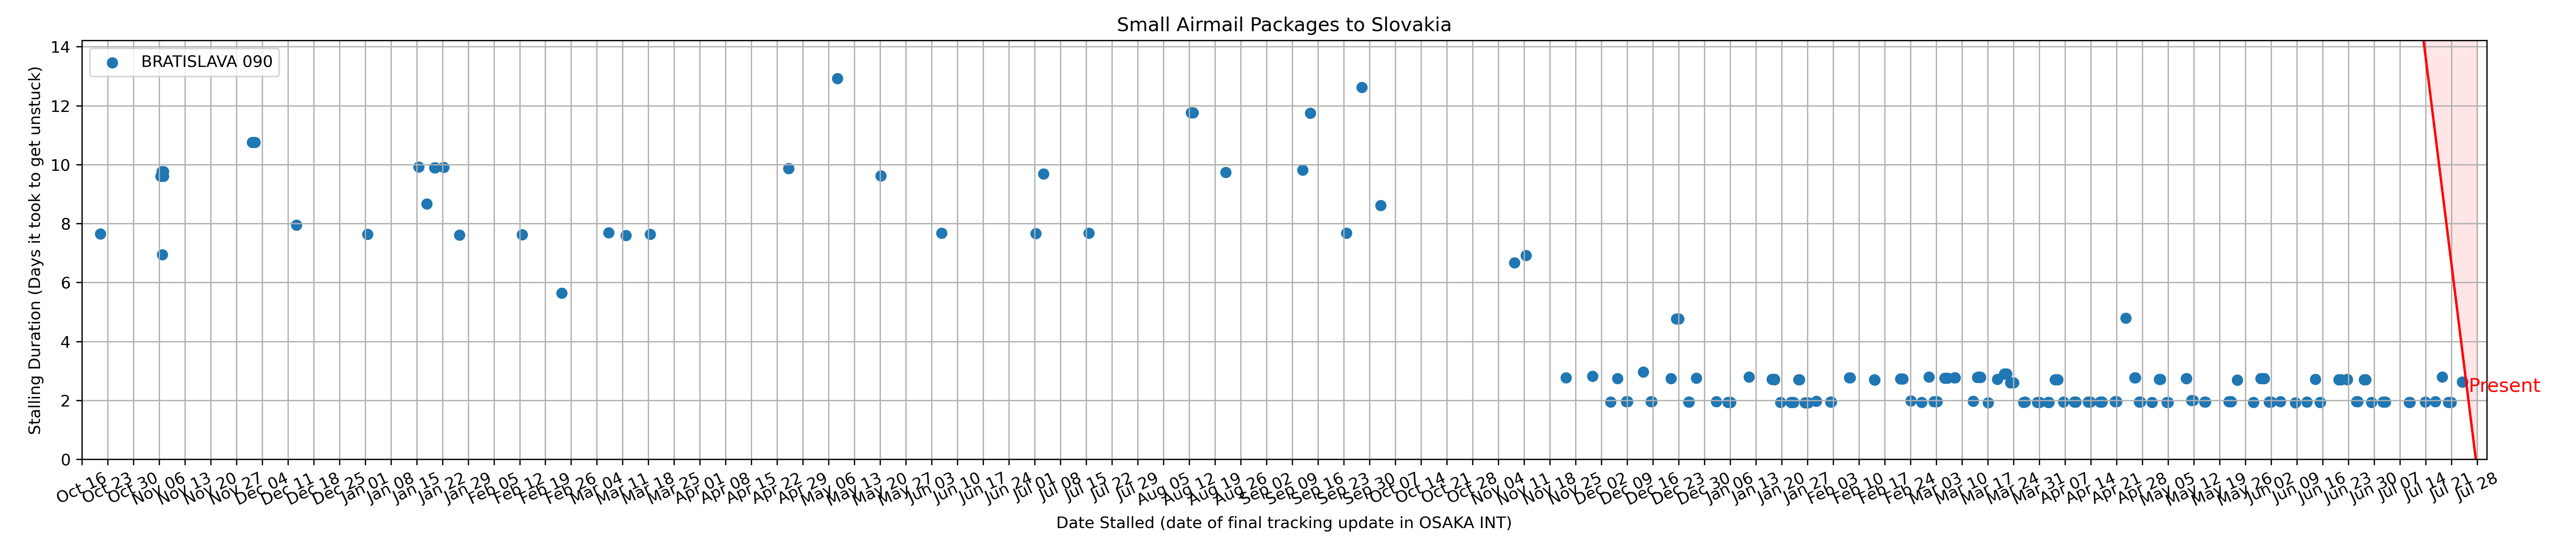 Small Airmail Packages to Slovakia
BRATISLAVA 090
Stalling Duration (Days it took to get unstuck)
14
12
10
8
6
4
2
0
Present
Oct 16 Oct 23 Oct 30 Nov 06 Nov 13 Nov 20 Nov 27 Dec 04 Dec 11 Dec 18 Dec 25 Jan 01 Jan 08 Jan 15 Jan 22 Jan 29 Feb 05 Feb 12 Feb 19 Feb 26 Mar 04 Mar 11 Mar 18 Mar 25 Apr 01 Apr 08 Apr 15 Apr 22 Apr 29 May 06 May 13 May 20 May 27 Jun 03 Jun 10 Jun 17 Jun 24 Jul 01 Jul 08 Jul 15 Jul 22 Jul 29 Aug 05 Aug 12 Aug 19 Aug 26 Sep 02 Sep 09 Sep 16 Sep 23 Sep 30 Oct 07 Oct 14 Oct 21 Oct 28 Nov 04 Nov 11 Nov 18 Nov 25 Dec 02 Dec 09 Dec 16 Dec 23 Dec 30 Jan 06 Jan 13 Jan 20 Jan 27 Feb 03 Feb 10 Feb 17 Feb 24 Mar 03 Mar 10 Mar 17 Mar 24 Mar 31 Apr 07 Apr 14 Apr 21 Apr 28 May 05 May 12 May 19 May 26 Jun 02 Jun 09 Jun 16 Jun 23 Jun 30 Jul 07 Jul 14 Jul 21 Jul 28
Date Stalled (date of final tracking update in OSAKA INT)